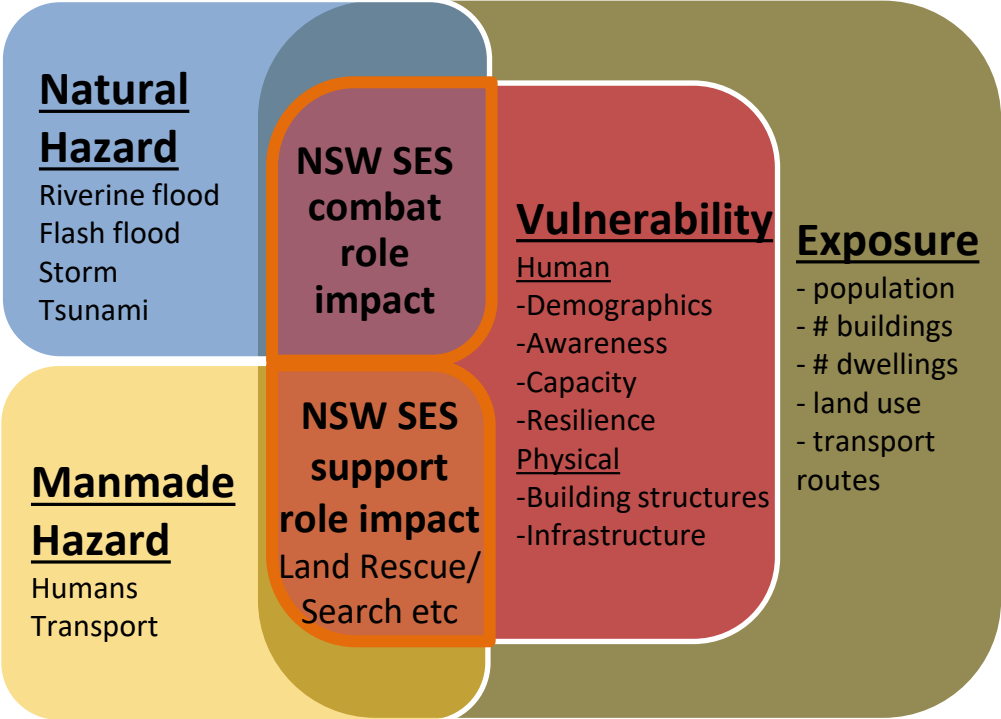 Natural
Hazard
Riverine flood
Flash flood
Storm
Tsunami
NSW SES
combat
role
impact
Manmade
Hazard
Humans
Transport
NSW SES
support
role impact
Land Rescue/
Search etc
Vulnerability
Human
-Demographics
-Awareness
-Capacity
-Resilience
Physical
-Building structures
-Infrastructure
Exposure
- population
- # buildings
- # dwellings
- land use
- transport
routes